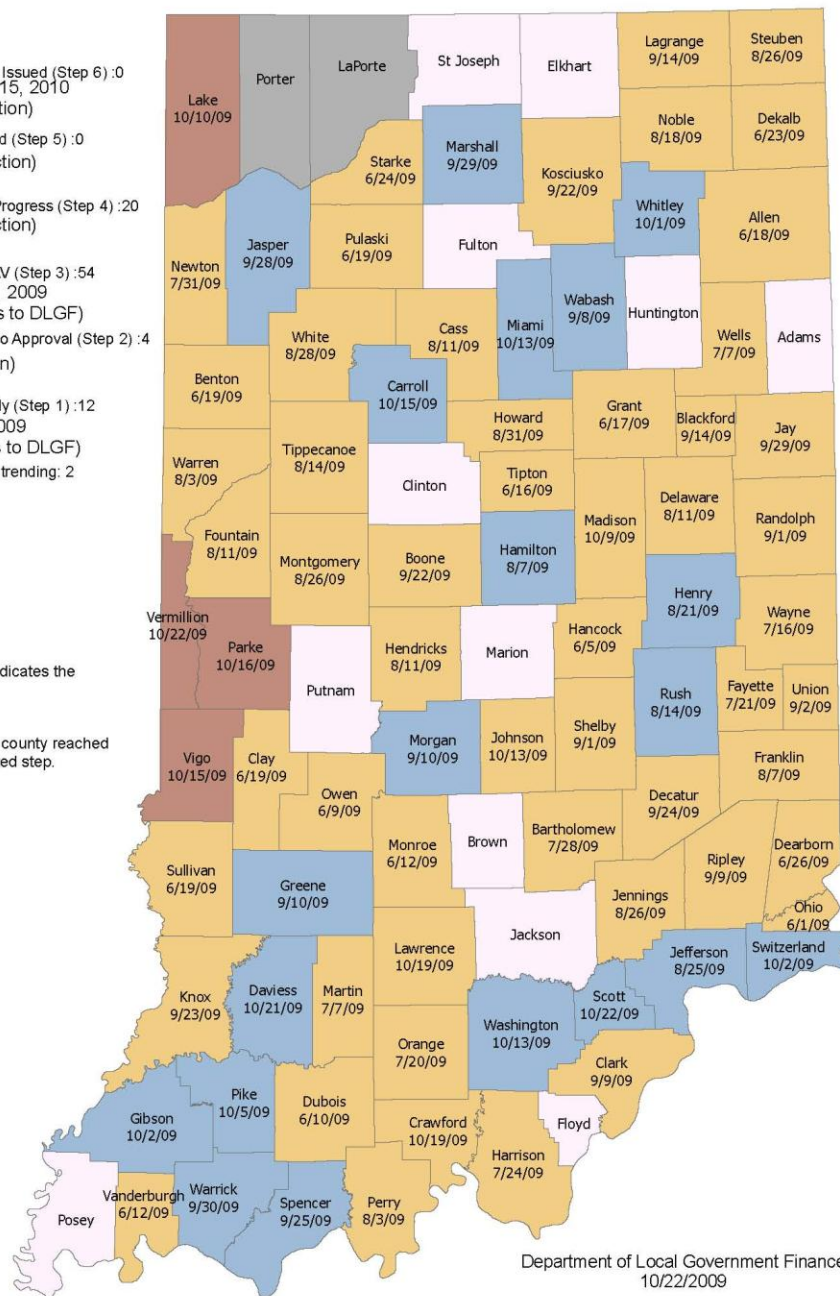 Issued (Step 6) :0
15, 2010
tion)
d (Step 5) :0
ction)
Progress (Step 4) :20
ction)
AV (Step 3) :54
2009
s to DLGF)
o Approval (Step 2) :4
n)
ly (Step 1) :12
009
s to DLGF)
trending: 2
dicates the
county reached
ed step.
Lake
10/10/09
Porter
LaPorte
St Joseph
Elkhart
Lagrange
9/14/09
Steuben
8/26/09
Noble
8/18/09
Dekalb
6/23/09
Starke
6/24/09
Marshall
9/29/09
Kosciusko
9/22/09
Whitley
10/1/09
Allen
6/18/09
Newton
7/31/09
Jasper
9/28/09
Pulaski
6/19/09
Fulton
White
8/28/09
Cass
8/11/09
Miami
10/13/09
Wabash
9/8/09
Huntington
Wells
7/7/09
Adams
Benton
6/19/09
Carroll
10/15/09
Howard
8/31/09
Grant
6/17/09
Blackford
9/14/09
Jay
9/29/09
Warren
8/3/09
Tippecanoe
8/14/09
Clinton
Tipton
6/16/09
Madison
10/9/09
Delaware
8/11/09
Randolph
9/1/09
Fountain
8/11/09
Montgomery
8/26/09
Boone
9/22/09
Hamilton
8/7/09
Henry
8/21/09
Wayne
7/16/09
Vermillion
10/22/09
Parke
10/16/09
Putnam
Hendricks
8/11/09
Marion
Hancock
6/5/09
Rush
8/14/09
Fayette
7/21/09
Union
9/2/09
Vigo
10/15/09
Clay
6/19/09
Owen
6/9/09
Morgan
9/10/09
Johnson
10/13/09
Shelby
9/1/09
Franklin
8/7/09
Decatur
9/24/09
Sullivan
6/19/09
Greene
9/10/09
Monroe
6/12/09
Brown
Bartholomew
7/28/09
Jennings
8/26/09
Ripley
9/9/09
Dearborn
6/26/09
Ohio
6/1/09
Knox
9/23/09
Daviess
10/21/09
Martin
7/7/09
Lawrence
10/19/09
Jackson
Jefferson
8/25/09
Switzerland
10/2/09
Scott
10/22/09
Washington
10/13/09
Orange
7/20/09
Clark
9/9/09
Gibson
10/2/09
Pike
10/5/09
Dubois
6/10/09
Crawford
10/19/09
Harrison
7/24/09
Floyd
Posey
Vanderburgh
6/12/09
Warrick
9/30/09
Spencer
9/25/09
Perry
8/3/09
Department of Local Government Finance
10/22/2009